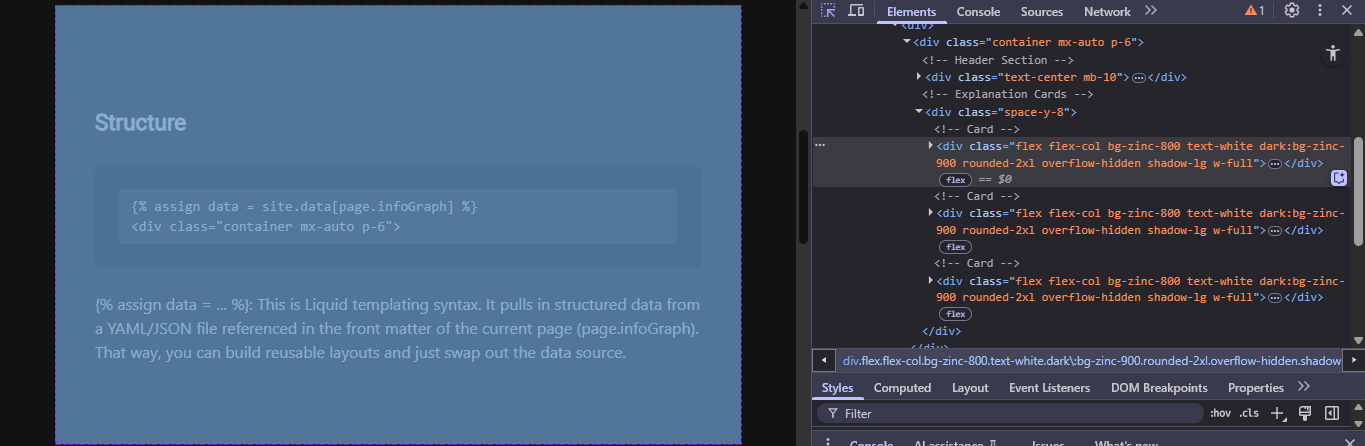 Structure
{% assign data = site.data[page.infoGraph] %}
<div class="container mx-auto p-6">
{% assign data = ... %}: This is Liquid templating syntax. It pulls in structured data from
a YAML/JSON file referenced in the front matter of the current page (page.infoGraph).
That way, you can build reusable layouts and just swap out the data source.
Elements Console Sources Network 1
<div>
<div class="container mx-auto p-6">
<!-- Header Section -->
<div class="text-center mb-10">…</div>
<!-- Explanation Cards -->
<div class="space-y-8">
<!-- Card -->
<div class="flex flex-col bg-zinc-800 text-white dark:bg-zinc-
900 rounded-2xl overflow-hidden shadow-lg w-full">…</div>
flex == $0
<!-- Card -->
<div class="flex flex-col bg-zinc-800 text-white dark:bg-zinc-
900 rounded-2xl overflow-hidden shadow-lg w-full">…</div>
flex
<!-- Card -->
<div class="flex flex-col bg-zinc-800 text-white dark:bg-zinc-
900 rounded-2xl overflow-hidden shadow-lg w-full">…</div>
flex
</div>
</div>
div.flex.flex-col.bg-zinc-800.text-white.dark\:bg-zinc-900.rounded-2xl.overflow-hidden.shadow
Styles Computed Layout Event Listeners DOM Breakpoints Properties
Filter :hov .cls
Console AI assistance Issues What's new